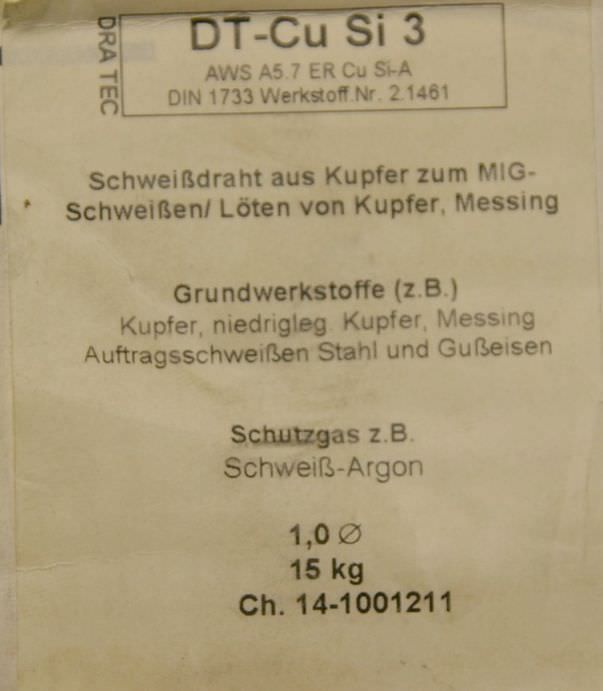 DRA TEC
DT-Cu Si 3
AWS A5.7 ER Cu Si-A
DIN 1733 Werkstoff.Nr. 2.1461
Schweißdraht aus Kupfer zum MIG-
Schweißen/ Löten von Kupfer, Messing
Grundwerkstoffe (z.B.)
Kupfer, niedrigleg. Kupfer, Messing
Auftragsschweißen Stahl und Gußeisen
Schutzgas z.B.
Schweiß-Argon
1,0 ∅
15 kg
Ch. 14-1001211